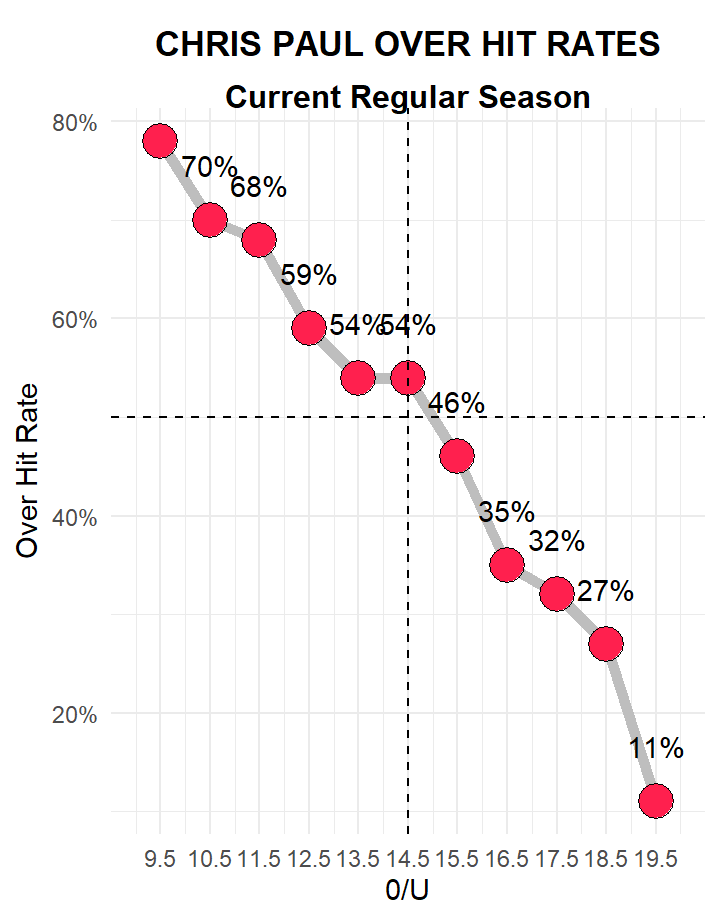 CHRIS PAUL OVER HIT RATES
Current Regular Season
80%
70%
68%
59%
60%
54%
54%
46%
Over Hit Rate
40%
35%
32%
27%
20%
11%
9.5 10.5 11.5 12.5 13.5 14.5 15.5 16.5 17.5 18.5 19.5
0/U